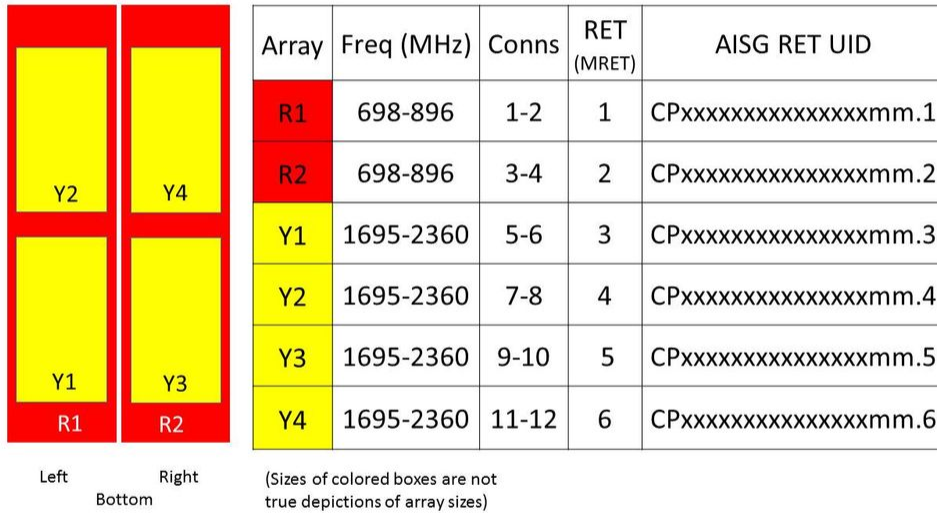 Y2 Y4
Y1 Y3
R1 R2
Left Right
Bottom
Array Freq (MHz) Conns RET (MRET) AISG RET UID
R1 698-896 1-2 1 CPxxxxxxxxxxxxxxxxmm.1
R2 698-896 3-4 2 CPxxxxxxxxxxxxxxxxmm.2
Y1 1695-2360 5-6 3 CPxxxxxxxxxxxxxxxxmm.3
Y2 1695-2360 7-8 4 CPxxxxxxxxxxxxxxxxmm.4
Y3 1695-2360 9-10 5 CPxxxxxxxxxxxxxxxxmm.5
Y4 1695-2360 11-12 6 CPxxxxxxxxxxxxxxxxmm.6
(Sizes of colored boxes are not
true depictions of array sizes)